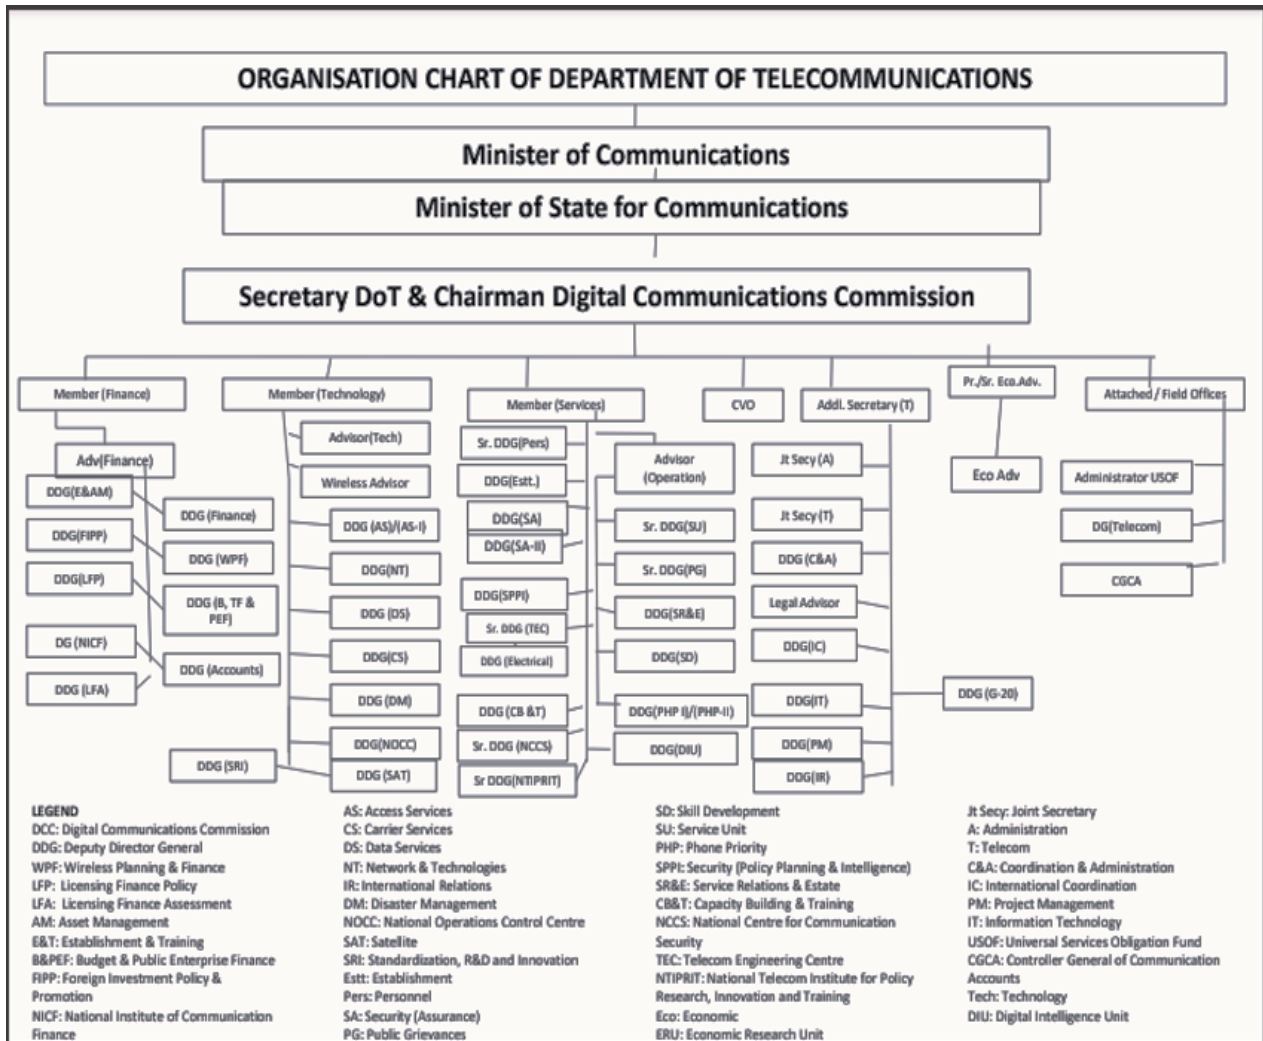 ORGANISATION CHART OF DEPARTMENT OF TELECOMMUNICATIONS
Minister of Communications
Minister of State for Communications
Secretary DoT & Chairman Digital Communications Commission
Member (Finance)
Adv(Finance)
DDG(E&AM)
DDG (Finance)
DDG(FIPP)
DDG (WPF)
DDG(LFP)
DDG (B, TF &
PEF)
DG (NICF)
DDG (Accounts)
DDG (LFA)
Member (Technology)
Advisor(Tech)
Wireless Advisor
DDG (AS)/(AS-I)
DDG(NT)
DDG (DS)
DDG(CS)
DDG (DM)
DDG(NOCC)
DDG (SRI)
DDG (SAT)
Member (Services)
Sr. DDG(Pers)
DDG(Estt.)
DDG(SA)
DDG(SA-II)
DDG(SPPI)
Sr. DDG (TEC)
DDG (Electrical)
DDG (CB &T)
Sr. DDG (NCCS)
Sr DDG(NTIPRIT)
Advisor
(Operation)
Sr. DDG(SU)
Sr. DDG(PG)
DDG(SR&E)
DDG(SD)
DDG(PHP I)/(PHP-II)
DDG(DIU)
CVO
Addl. Secretary (T)
Jt Secy (A)
Jt Secy (T)
DDG (C&A)
Legal Advisor
DDG(IC)
DDG(IT)
DDG(PM)
DDG(IR)
DDG (G-20)
Pr./Sr. Eco.Adv.
Eco Adv
Attached / Field Offices
Administrator USOF
DG(Telecom)
CGCA
LEGEND
DCC: Digital Communications Commission
DDG: Deputy Director General
WPF: Wireless Planning & Finance
LFP: Licensing Finance Policy
LFA: Licensing Finance Assessment
AM: Asset Management
E&T: Establishment & Training
B&PEF: Budget & Public Enterprise Finance
FIPP: Foreign Investment Policy &
Promotion
NICF: National Institute of Communication
Finance
AS: Access Services
CS: Carrier Services
DS: Data Services
NT: Network & Technologies
IR: International Relations
DM: Disaster Management
NOCC: National Operations Control Centre
SAT: Satellite
SRI: Standardization, R&D and Innovation
Estt: Establishment
Pers: Personnel
SA: Security (Assurance)
PG: Public Grievances
SD: Skill Development
SU: Service Unit
PHP: Phone Priority
SPPI: Security (Policy Planning & Intelligence)
SR&E: Service Relations & Estate
CB&T: Capacity Building & Training
NCCS: National Centre for Communication
Security
TEC: Telecom Engineering Centre
NTIPRIT: National Telecom Institute for Policy
Research, Innovation and Training
Eco: Economic
ERU: Economic Research Unit
Jt Secy: Joint Secretary
A: Administration
T: Telecom
C&A: Coordination & Administration
IC: International Coordination
PM: Project Management
IT: Information Technology
USOF: Universal Services Obligation Fund
CGCA: Controller General of Communication
Accounts
Tech: Technology
DIU: Digital Intelligence Unit